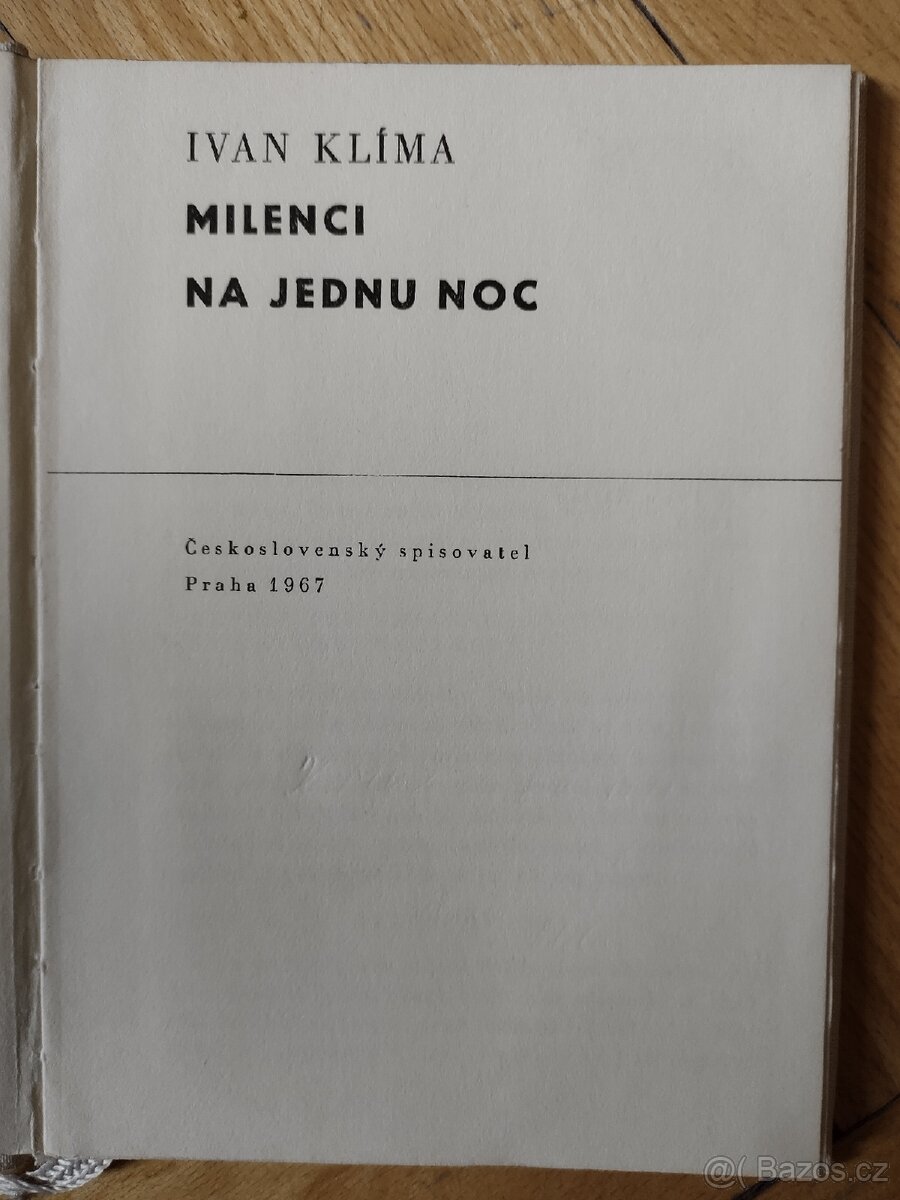 IVAN KLÍMA
MILENCI
NA JEDNU NOC
Československý spisovatel
Praha 1967
@( Bazos.cz